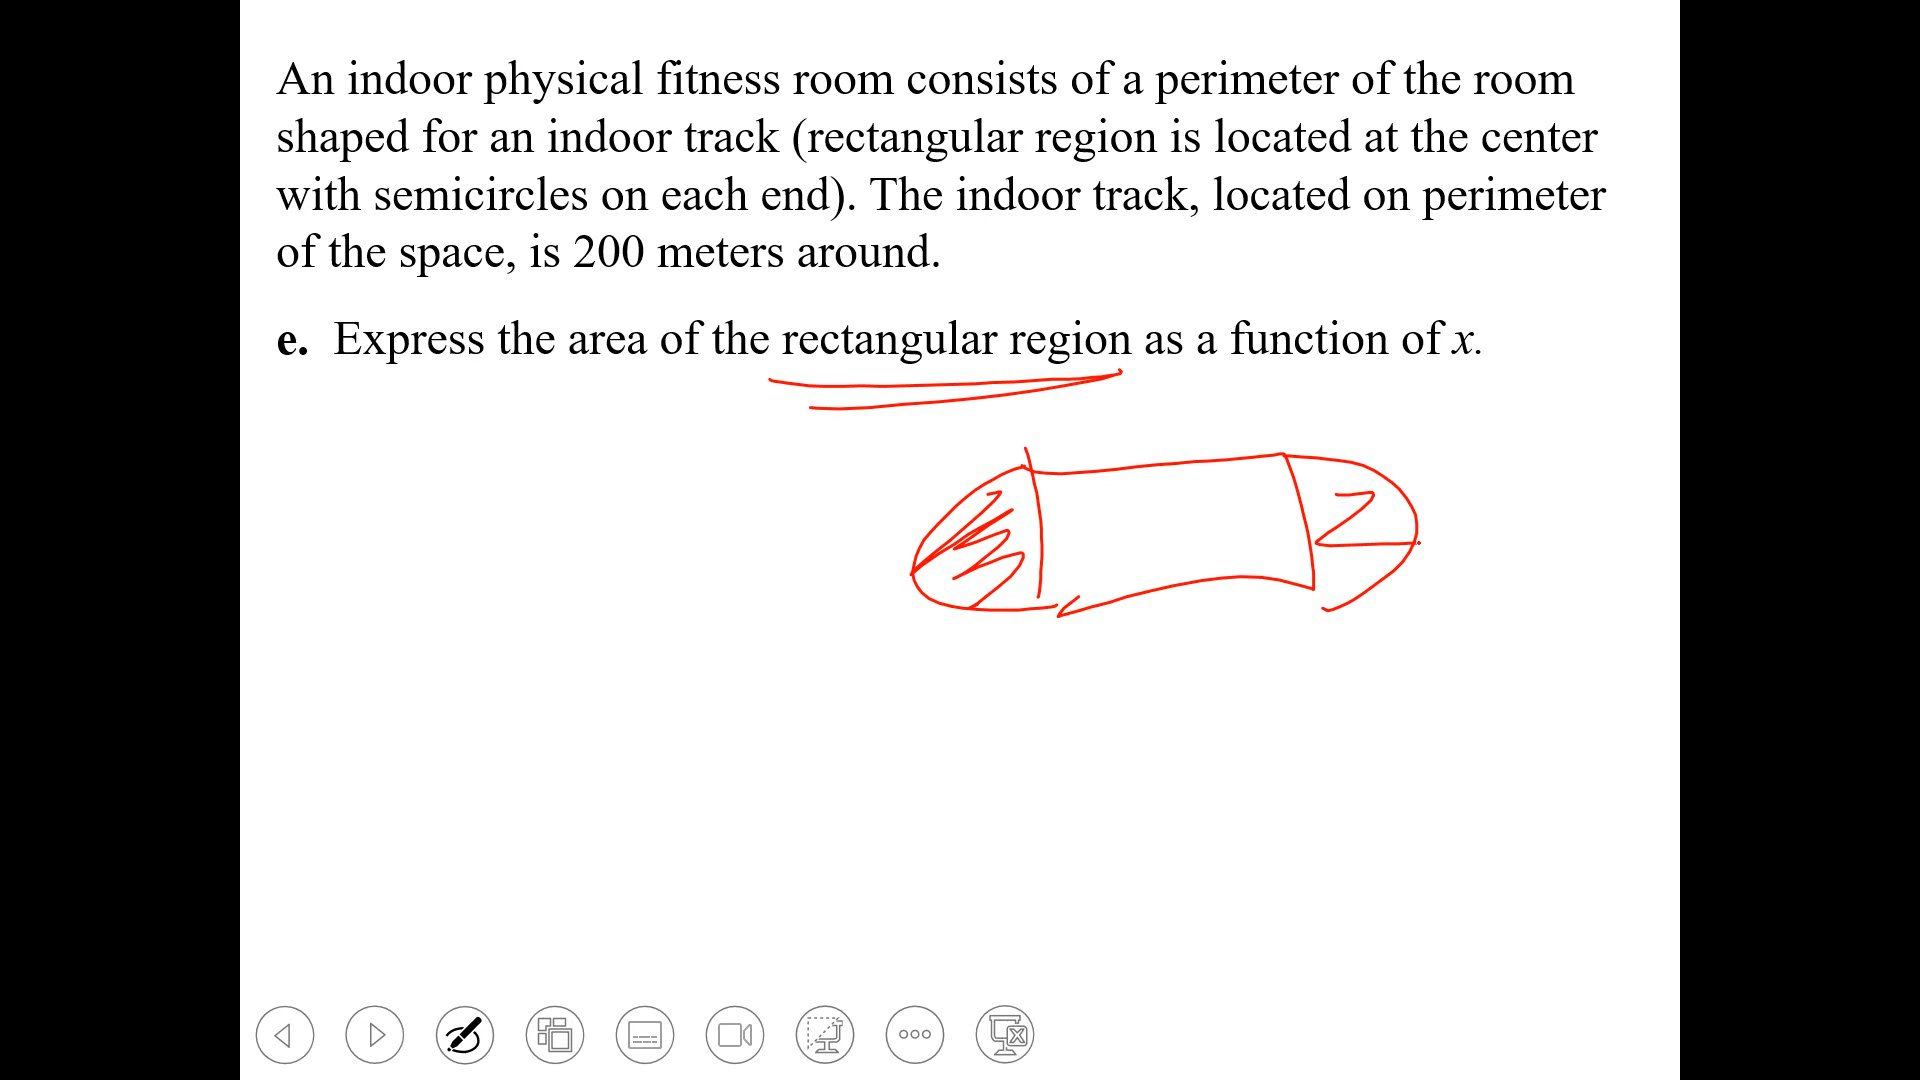 An indoor physical fitness room consists of a perimeter of the room
shaped for an indoor track (rectangular region is located at the center
with semicircles on each end). The indoor track, located on perimeter
of the space, is 200 meters around.
e. Express the area of the rectangular region as a function of x.